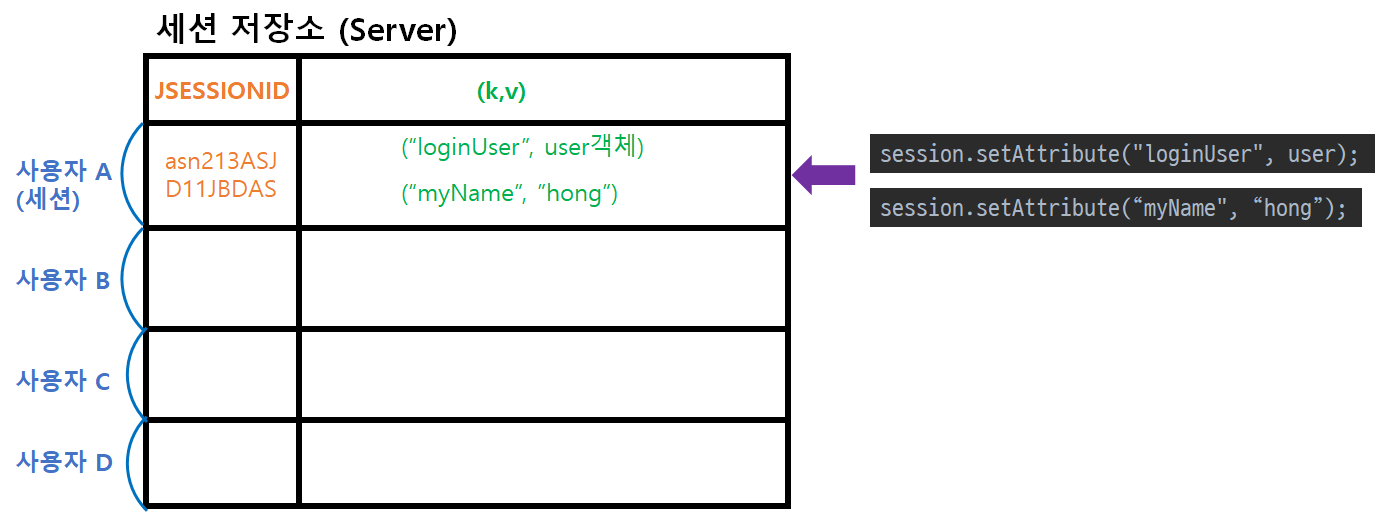 세션 저장소 (Server)
JSESSIONID
(k,v)
사용자 A
(세션)
asn213ASJ
D11JBDAS
(“loginUser”, user객체)
(“myName”, ”hong”)
session.setAttribute("loginUser", user);
session.setAttribute(“myName", “hong”);
사용자 B
사용자 C
사용자 D